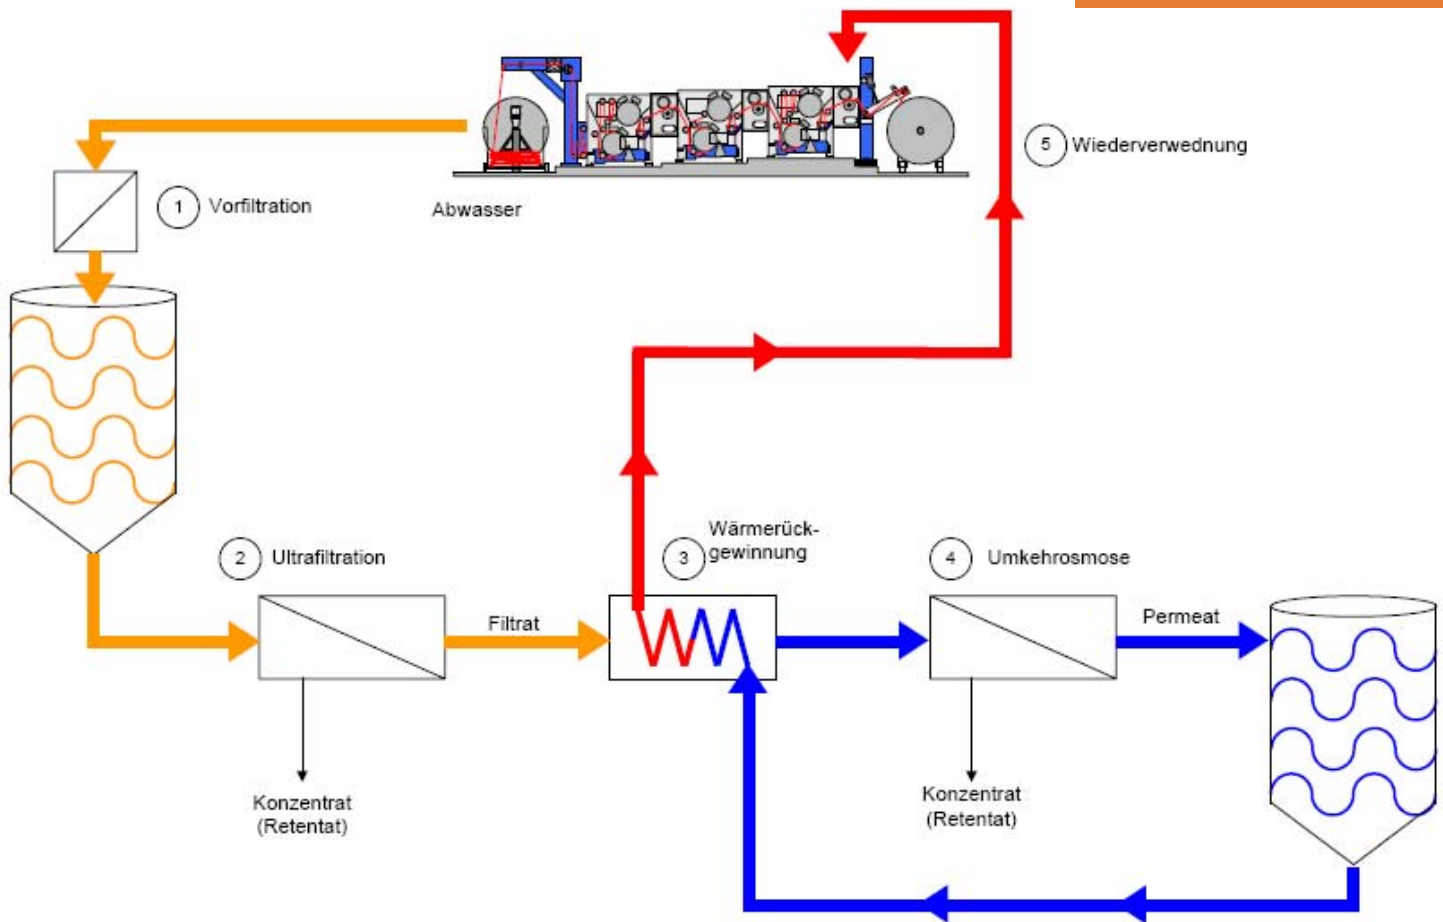 5
Wiederverwednung
1
Vorfiltration
Abwasser
2
Ultrafiltration
3
Wärmerück-
gewinnung
4
Umkehrosmose
Filtrat
Permeat
Konzentrat
(Retentat)
Konzentrat
(Retentat)